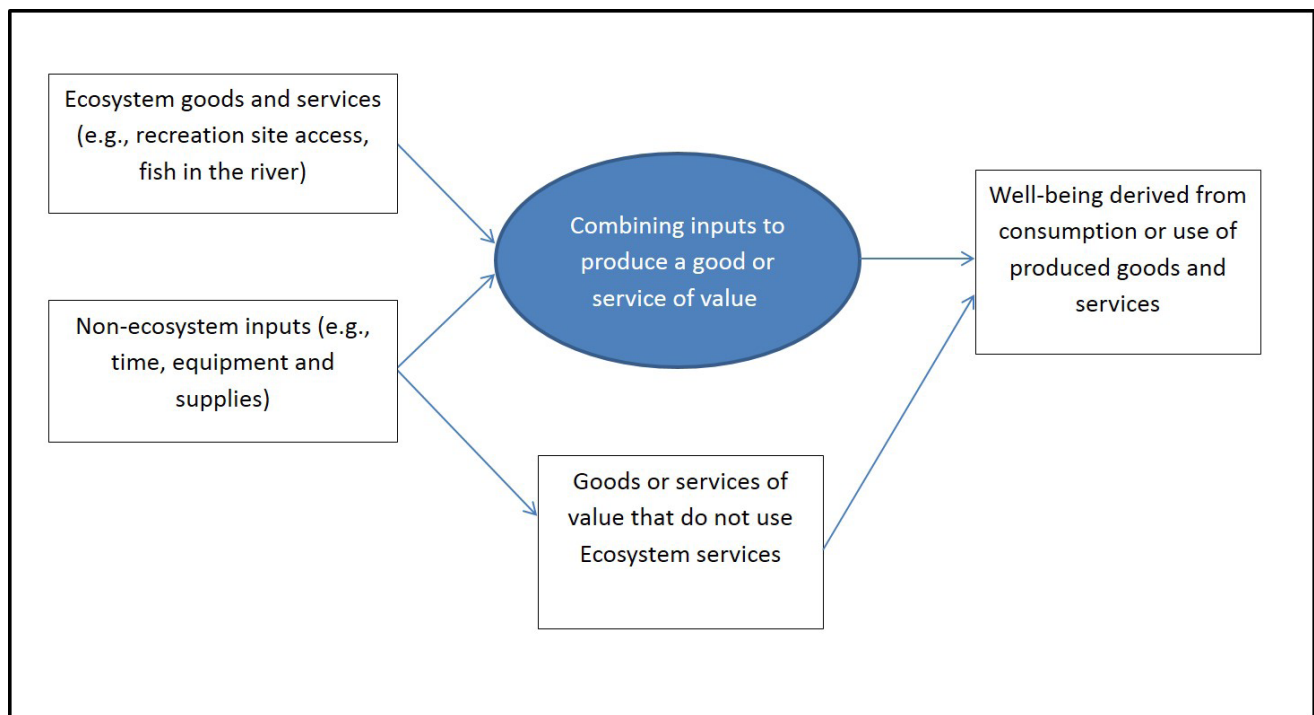 Ecosystem goods and services
(e.g., recreation site access,
fish in the river)
Non-ecosystem inputs (e.g.,
time, equipment and
supplies)
Combining inputs to
produce a good or
service of value
Goods or services of
value that do not use
Ecosystem services
Well-being derived from
consumption or use of
produced goods and
services